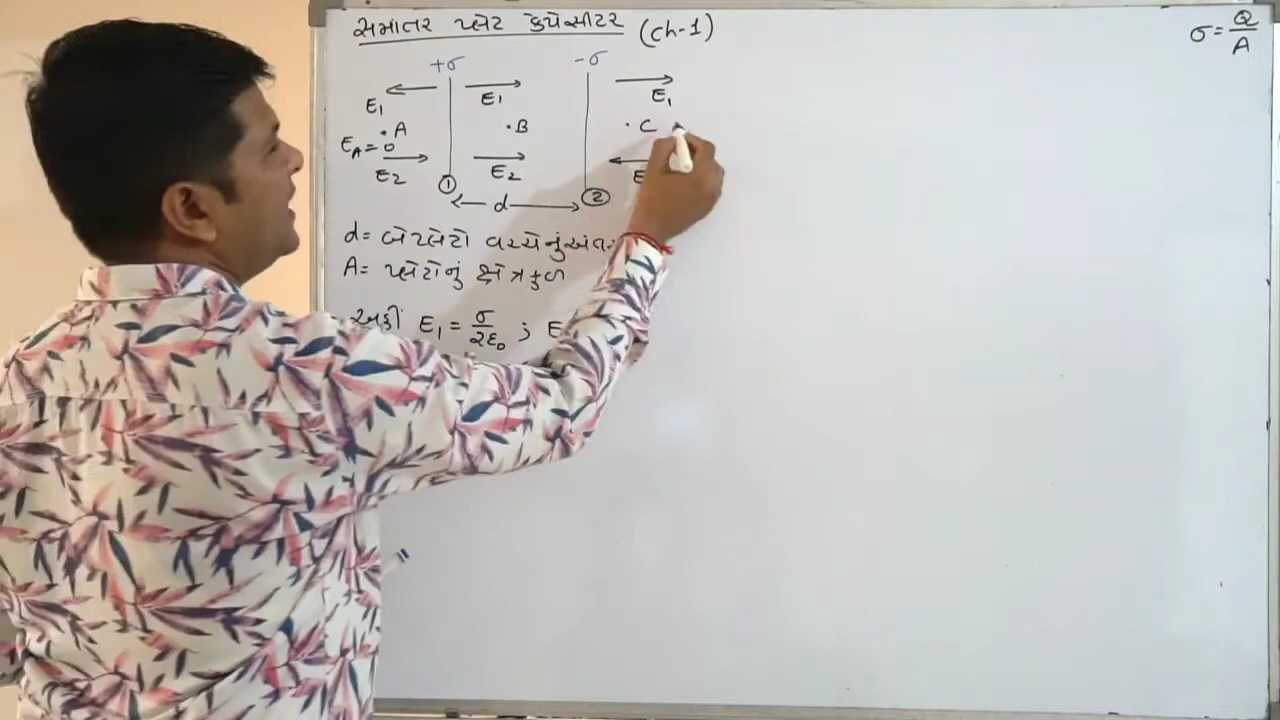 સમાંતર પ્લેટ કેપેસીટર (ch-1)
σ = Q/A
+σ -σ
E₁ E₁ E₁
.A .B .C
E_A = 0
E₂ E₂ E
① ②
d
d = બે પ્લેટો વચ્ચેનું અંત
A = પ્લેટોનું ક્ષેત્રફળ
અહીં E₁ = σ/2ε₀ ; E